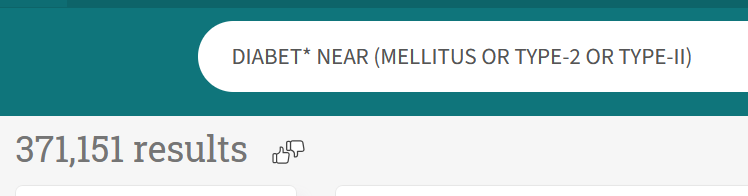 DIABET* NEAR (MELLITUS OR TYPE-2 OR TYPE-II)
371,151 results